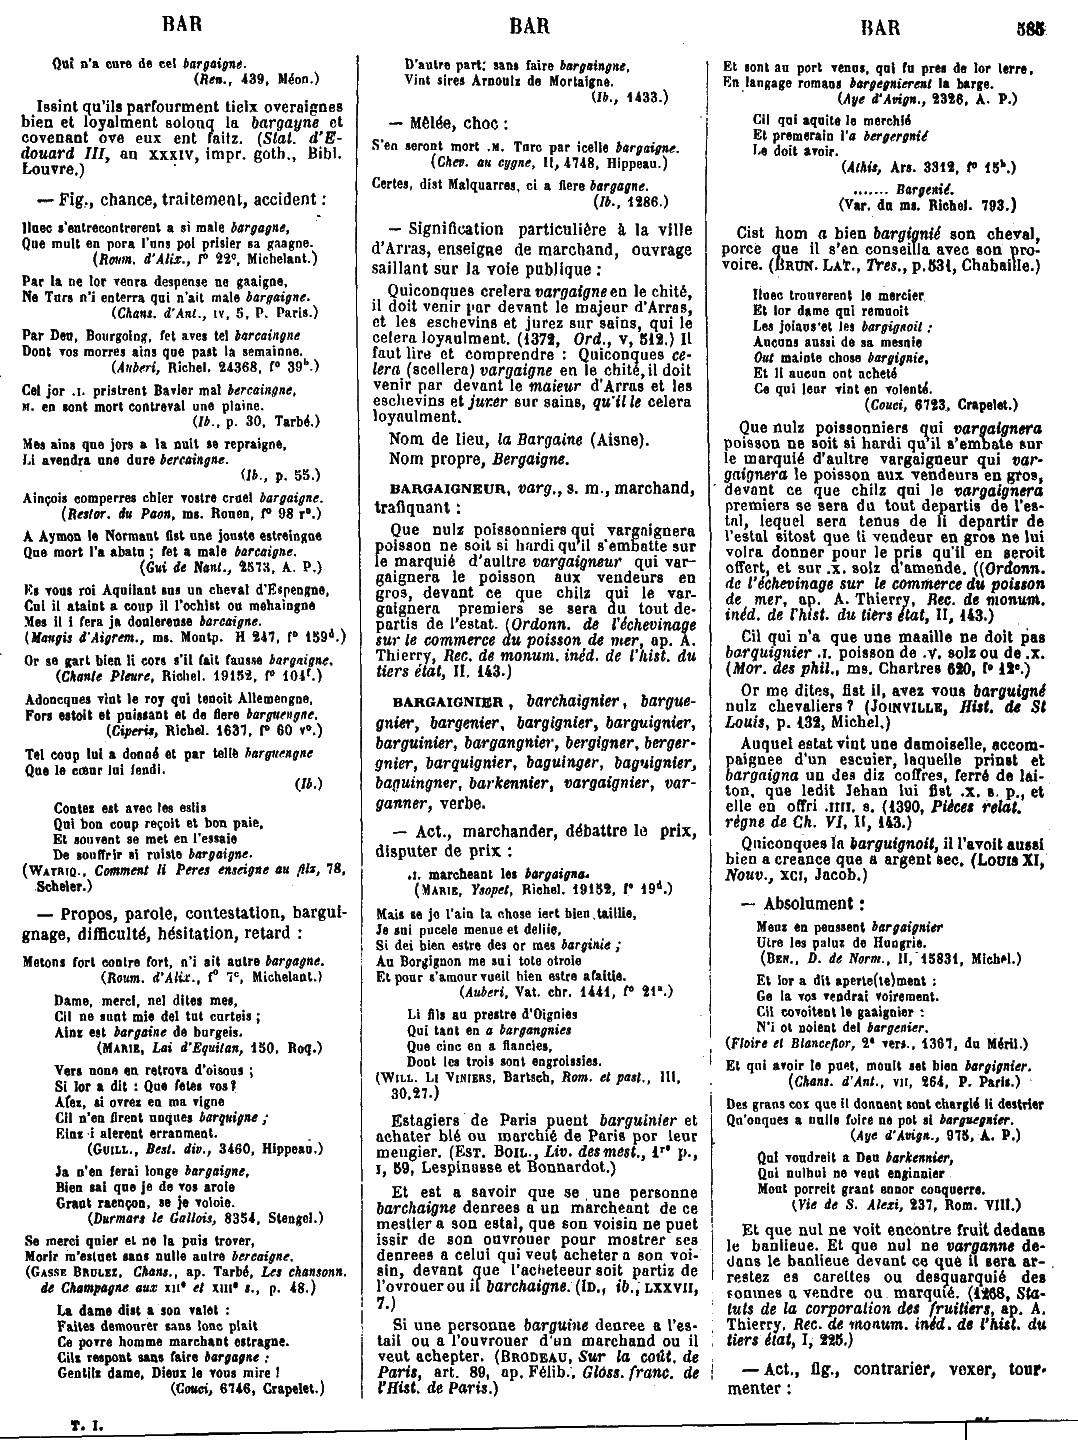 BAR
BAR
BAR
585
Qui n'a cure de cel bargaigne.
(Ren., 439, Méon.)
Issint qu'ils parfourment tielx overaignes
bien et loyalment solonq la bargayne et
covenant ove eux ent faitz. (Stat. d'E-
douard III, an XXXIV, impr. goth., Bibl.
Louvre.)
— Fig., chance, traitement, accident :
Iluec s'entrecontrerent a si male bargagne,
Que mult en pora l'uns pol prisier sa gaagne.
(Roum. d'Alix., f° 22c, Michelant.)
Par la ne lor venra despense ne gaaigne,
Ne Turs n'i enterra qui n'ait male bargaigne.
(Chans. d'Ant., IV, 5, P. Paris.)
Par Deu, Bourgoing, fet aves tel barcaingne
Dont vos morres ains que past la semainne.
(Auberi, Richel. 24368, f° 39b.)
Cel jor .I. pristrent Bavier mal bercaingne,
M. en sont mort contreval une plaine.
(Ib., p. 30, Tarbé.)
Mes ains que jors a la nuit se repraigne,
Li avendra une dure bercaingne.
(Ib., p. 55.)
Ainçois comperres chier vostre cruel bargaigne.
(Restor. du Paon, ms. Rouen, f° 98 r°.)
A Aymon le Normant fist une jouste estreingne
Que mort l'a abatu ; fet a male barcaigne.
(Gui de Nant., 2573, A. P.)
Es vous roi Aquilant sus un cheval d'Espengne,
Cui il ataint a coup il l'ochist ou mehaingne
Mes il i fera ja doulereuse barcaigne.
(Maugis d'Aigrem., ms. Montp. H 247, f° 159d.)
Or se gart bien li cors s'il fait fausse bargaigne.
(Chante Pleure, Richel. 19152, f° 104f.)
Adoncques vint le roy qui tenoit Allemengne,
Fors estoit et puissant et de fiere barguengne.
(Ciperis, Richel. 1637, f° 60 v°.)
Tel coup lui a donné et par telle barguengne
Que le cœur lui fendi.
(Ib.)
Contez est avec les estis
Qui bon coup reçoit et bon paie,
Et souvent se met en l'essaie
De souffrir si ruiste bargaigne.
(WATRIQ., Comment li Peres enseigne au filz, 78,
Scheler.)
— Propos, parole, contestation, bargui-
gnage, difficulté, hésitation, retard :
Metons fort contre fort, n'i ait autre bargagne.
(Roum. d'Alix., f° 7c, Michelant.)
Dame, merci, nel dites mes,
Cil ne sunt mie del tut curteis ;
Ainz est bargaine de burgeis.
(MARIE, Lai d'Equitan, 150, Roq.)
Vers none en retrova d'oisous ;
Si lor a dit : Que fetes vos?
Alez, si ovrez en ma vigne
Cil n'en firent unques barquigne ;
Einz i alerent erranment.
(GUILL., Best. div., 3460, Hippeau.)
Ja n'en ferai longe bargaigne,
Bien sai que je de vos arole
Grant raençon, se je voloie.
(Durmars le Gallois, 8354, Stengel.)
Se merci quier et ne la puis trover,
Morir m'estuet sans nulle autre bercaigne.
(GASSE BRULEZ, Chans., ap. Tarbé, Les chansonn.
de Champagne aux XIIe et XIIIe s., p. 48.)
La dame dist a son valet :
Faites demourer sans lonc plait
Ce povre homme marchant estragne.
Cilz respont sans faire bargagne :
Gentilz dame, Dieux le vous mire !
(Couci, 6746, Crapelet.)
T. I.
D'autre part; sans faire bargaingne,
Vint sires Arnoulz de Mortaigne.
(Ib., 1433.)
— Mêlée, choc :
S'en seront mort .M. Turc par icelle bargaigne.
(Chev. au cygne, II, 4748, Hippeau.)
Certes, dist Malquarres, ci a fiere bargagne.
(Ib., 1286.)
— Signification particulière à la ville
d'Arras, enseigne de marchand, ouvrage
saillant sur la voie publique :
Quiconques crelera vargaigne en le chité,
il doit venir par devant le majeur d'Arras,
et les eschevins et jurez sur sains, qui le
celera loyaulment. (1372, Ord., V, 512.) Il
faut lire et comprendre : Quiconques ce-
lera (scellera) vargaigne en le chité, il doit
venir par devant le maieur d'Arras et les
eschevins et jurer sur sains, qu'il le celera
loyaulment.
Nom de lieu, la Bargaine (Aisne).
Nom propre, Bergaigne.
BARGAIGNEUR, varg., s. m., marchand,
trafiquant :
Que nulz poissonniers qui vargaignera
poisson ne soit si hardi qu'il s'embatte sur
le marquié d'aultre vargaigneur qui var-
gaignera le poisson aux vendeurs en
gros, devant ce que chilz qui le var-
gaignera premiers se sera du tout de-
partis de l'estat. (Ordonn. de l'échevinage
sur le commerce du poisson de mer, ap. A.
Thierry, Rec. de monum. inéd. de l'hist. du
tiers état, II, 143.)
BARGAIGNIER, barchaignier, bargue-
gnier, bargenier, bargignier, barguignier,
barguinier, bargangnier, bergigner, berger-
gnier, barquignier, baguinger, baguignier,
baguingner, barkennier, vargaignier, var-
ganner, verbe.
— Act., marchander, débattre le prix,
disputer de prix :
.I. marcheant les bargaigna.
(MARIE, Ysopet, Richel. 19152, f° 19d.)
Mais se jo l'ain la chose iert bien taillie,
Je sui pucele menue et deliie,
Si dei bien estre des or mes barginie ;
Au Borgignon me sui tote otroie
Et pour s'amour vueil bien estre afaitie.
(Auberi, Vat. chr. 1441, f° 21a.)
Li fils au prestre d'Oignies
Qui tant en a bargangnies
Que cinc en a fiancies,
Dont les trois sont engroissies.
(WILL. LI VINIERS, Bartsch, Rom. et past., III,
30,27.)
Estagiers de Paris puent barguinier et
achater blé ou marchié de Paris por leur
meugier. (EST. BOIL., Liv. des mest., 1re p.,
I, 59, Lespinasse et Bonnardot.)
Et est a savoir que se une personne
barchaigne denrees a un marcheant de ce
mestier a son estal, que son voisin ne puet
issir de son ouvrouer pour mostrer ses
denrees a celui qui veut acheter a son voi-
sin, devant que l'acheteeur soit partiz de
l'ovrouer ou il barchaigne. (ID., ib., LXXVII,
7.)
Si une personne barguine denree a l'es-
tail ou a l'ouvrouer d'un marchand ou il
veut achepter. (BRODEAU, Sur la coût. de
Paris, art. 89, ap. Félib., Gloss. franc. de
l'Hist. de Paris.)
Et sont au port venus, qui fu pres de lor terre,
En langage romans bargegnierent la barge.
(Aye d'Avign., 2326, A. P.)
Cil qui aquite le merchié
Et premerain l'a bergergnié
Le doit avoir.
(Athis, Ars. 3312, f° 15b.)
....... Bargenié.
(Var. du ms. Richel. 793.)
Cist hom a bien bargignié son cheval,
porce que il s'en conseilla avec son pro-
voire. (BRUN. LAT., Tres., p. 531, Chabaille.)
Iluec trouverent le mercier
Et lor dame qui remuoit
Les joiaus et les bargignoit ;
Aucuns aussi de sa mesnie
Out mainte chose bargignie,
Et il aucun ont acheté
Ce qui leur vint en volenté.
(Couci, 6723, Crapelet.)
Que nulz poissonniers qui vargaignera
poisson ne soit si hardi qu'il s'embate sur
le marquié d'aultre vargaigneur qui var-
gaignera le poisson aux vendeurs en gros,
devant ce que chilz qui le vargaignera
premiers se sera du tout departis de l'es-
tal, lequel sera tenus de li departir de
l'estal sitost que li vendeur en gros ne lui
volra donner pour le pris qu'il en seroit
offert, et sur .x. solz d'amende. ((Ordonn.
de l'échevinage sur le commerce du poisson
de mer, ap. A. Thierry, Rec. de monum.
inéd. de l'hist. du tiers état, II, 143.)
Cil qui n'a que une maaille ne doit pas
barquignier .I. poisson de .v. solz ou de .x.
(Mor. des phil., ms. Chartres 620, f° 12c.)
Or me dites, fist il, avez vous barguigné
nulz chevaliers ? (JOINVILLE, Hist. de St
Louis, p. 132, Michel.)
Auquel estat vint une damoiselle, accom-
paignee d'un escuier, laquelle prinst et
bargaigna un des diz coffres, ferré de lai-
ton, que ledit Jehan lui fist .x. s. p., et
elle en offri .IIII. s. (1390, Pièces relat.
règne de Ch. VI, II, 143.)
Quiconques la barguignoit, il l'avoit aussi
bien a creance que a argent sec. (LOUIS XI,
Nouv., XCI, Jacob.)
— Absolument :
Meuz en peussent bargaignier
Utre les paluz de Hungrie.
(BEN., D. de Norm., II, 15831, Michel.)
Et lor a dit aperte(te)ment :
Ge la vos vendrai voirement.
Cil covoitent le gaaignier :
N'i ot noient del bargenier.
(Floire et Blanceflor, 2e vers., 1367, du Méril.)
Et qui avoir le puet, moult set bien bargignier.
(Chans. d'Ant., VII, 264, P. Paris.)
Des grans cox que il donnent sont chargié li destrier
Qu'onques a nulle foire ne pot si barguegnier.
(Aye d'Avign., 975, A. P.)
Qui voudreit a Deu barkennier,
Qui nulhui ne veut enginnier
Mont porreit grant onnor conquerre.
(Vie de S. Alexi, 237, Rom. VIII.)
Et que nul ne voit encontre fruit dedans
le banlieue. Et que nul ne varganne de-
dans le banlieue devant ce que il sera ar-
restez es carettes ou desquarquié des
sommes a vendre ou marquié. (1268, Sta-
tuts de la corporation des fruitiers, ap. A.
Thierry, Rec. de monum. inéd. de l'hist. du
tiers état, I, 225.)
— Act., fig., contrarier, vexer, tour-
menter :